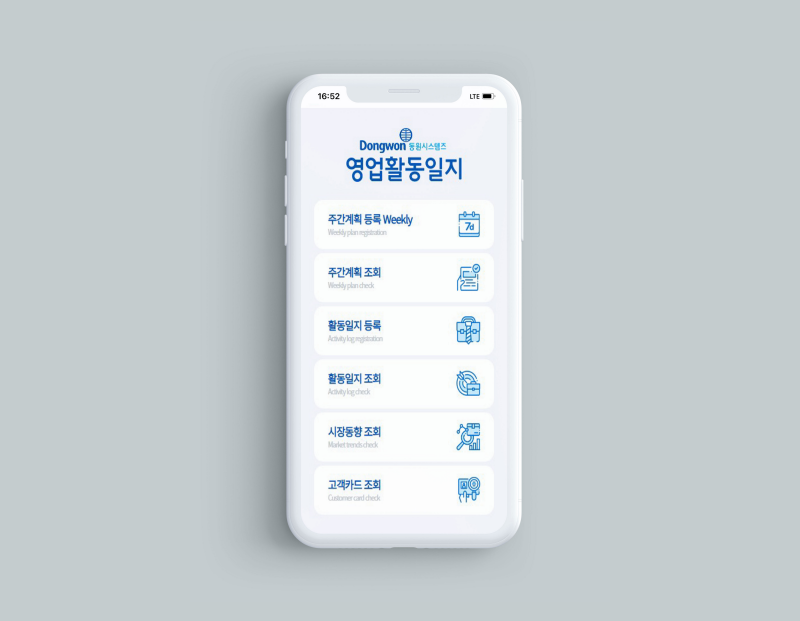 16:52
LTE
Dongwon 동원시스템즈
영업활동일지
주간계획 등록 Weekly
Weekly plan registration
7d
주간계획 조회
Weekly plan check
활동일지 등록
Activity log registration
활동일지 조회
Activity log check
시장동향 조회
Market trends check
고객카드 조회
Customer card check